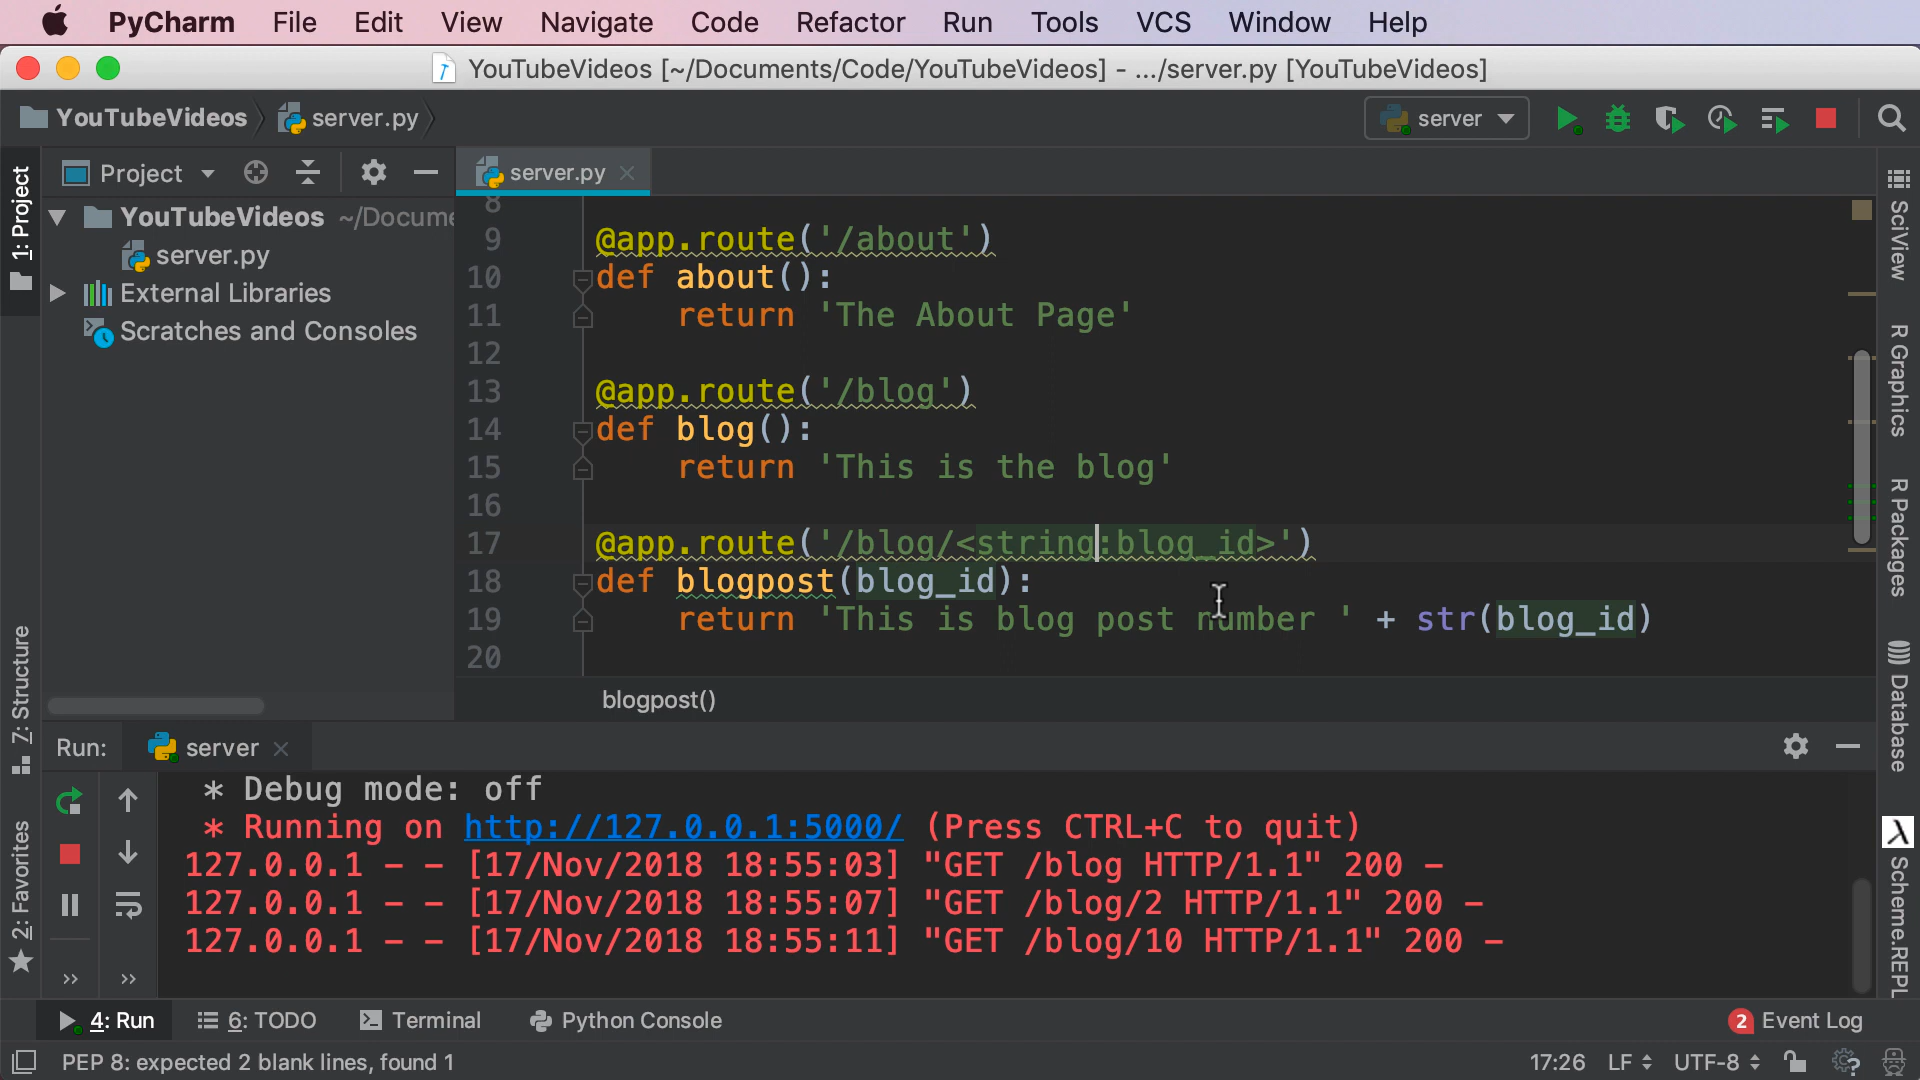 PyCharm File Edit View Navigate Code Refactor Run Tools VCS Window Help
YouTubeVideos [~/Documents/Code/YouTubeVideos] - .../server.py [YouTubeVideos]
YouTubeVideos server.py server
Project server.py
YouTubeVideos ~/Docume
server.py
External Libraries
Scratches and Consoles
1: Project
7: Structure
2: Favorites
8
9 @app.route('/about')
10 def about():
11 return 'The About Page'
12
13 @app.route('/blog')
14 def blog():
15 return 'This is the blog'
16
17 @app.route('/blog/<string:blog_id>')
18 def blogpost(blog_id):
19 return 'This is blog post number ' + str(blog_id)
20
blogpost()
SciView
R Graphics
R Packages
Database
Scheme.REPL
Run: server
* Debug mode: off
* Running on http://127.0.0.1:5000/ (Press CTRL+C to quit)
127.0.0.1 - - [17/Nov/2018 18:55:03] "GET /blog HTTP/1.1" 200 -
127.0.0.1 - - [17/Nov/2018 18:55:07] "GET /blog/2 HTTP/1.1" 200 -
127.0.0.1 - - [17/Nov/2018 18:55:11] "GET /blog/10 HTTP/1.1" 200 -
4: Run 6: TODO Terminal Python Console 2 Event Log
PEP 8: expected 2 blank lines, found 1 17:26 LF UTF-8